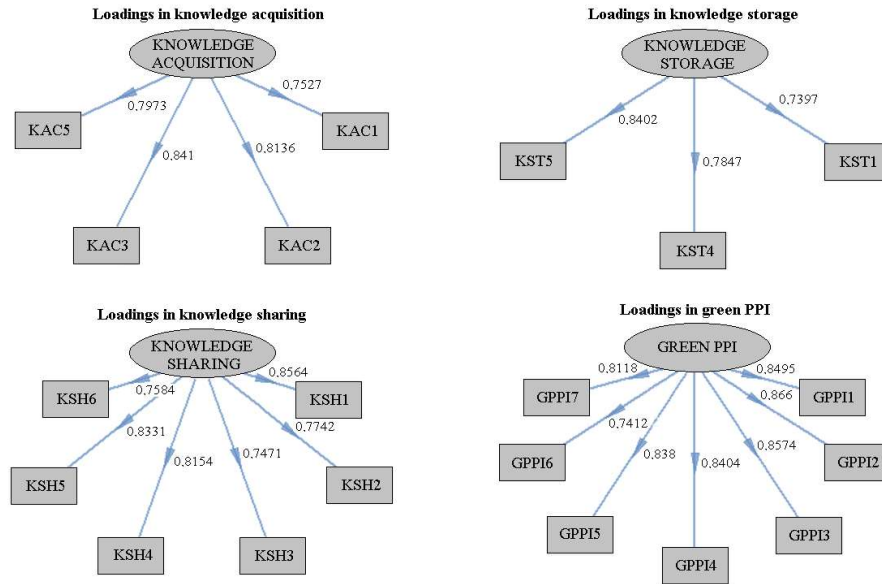 Loadings in knowledge acquisition
KNOWLEDGE
ACQUISITION
0.7973
0.7527
KAC5
KAC1
0.841
0.8136
KAC3
KAC2
Loadings in knowledge storage
KNOWLEDGE
STORAGE
0.8402
0.7397
0.7847
KST5
KST1
KST4
Loadings in knowledge sharing
KNOWLEDGE
SHARING
0.8564
0.7584
KSH6
KSH1
0.8331
0.7742
0.8154
0.7471
KSH5
KSH2
KSH4
KSH3
Loadings in green PPI
GREEN PPI
0.8118
0.8495
GPPI7
GPPI1
0.866
0.7412
0.838
0.8404
0.8574
GPPI6
GPPI2
GPPI5
GPPI3
GPPI4